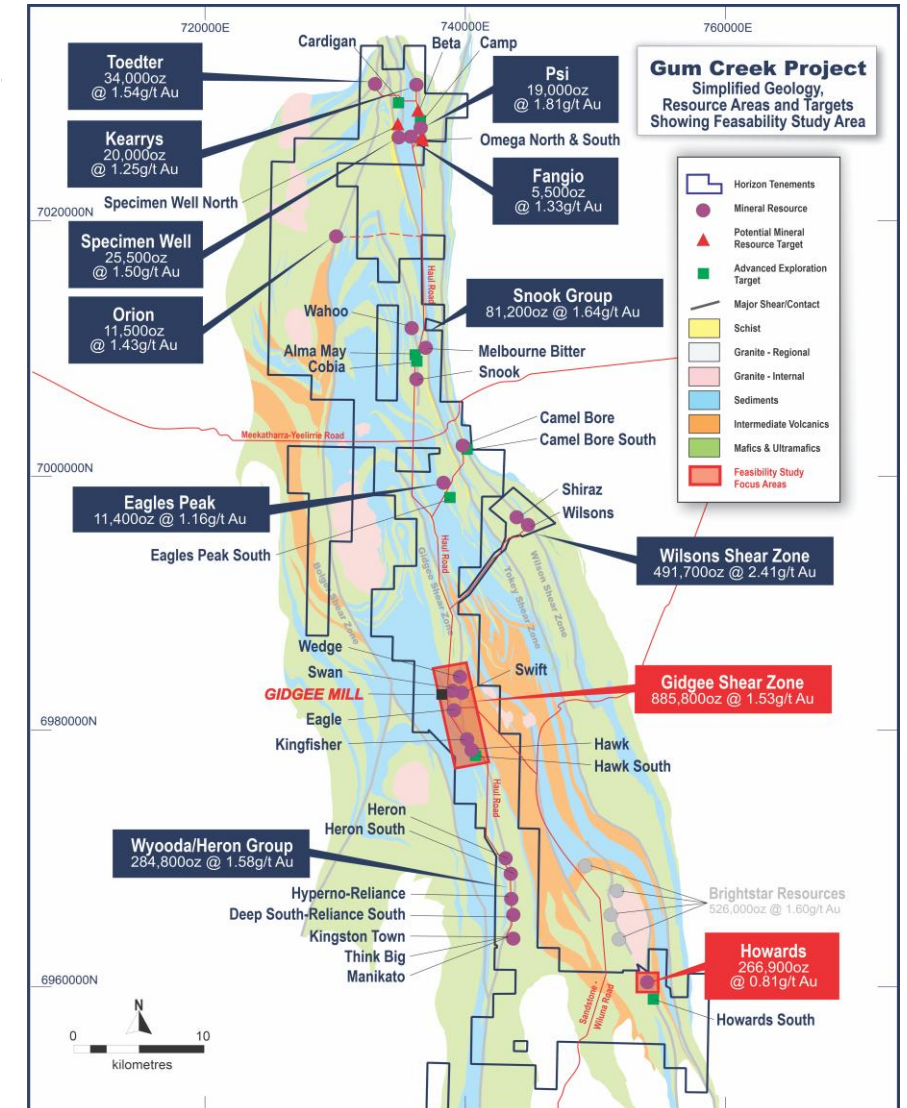 720000E
740000E
760000E
Gum Creek Project
Simplified Geology,
Resource Areas and Targets
Showing Feasability Study Area
Horizon Tenements
Mineral Resource
Potential Mineral
Resource Target
Advanced Exploration
Target
Major Shear/Contact
Schist
Granite - Regional
Granite - Internal
Sediments
Intermediate Volcanics
Mafics & Ultramafics
Feasibility Study
Focus Areas
Cardigan
Beta
Camp
Toedter
34,000oz
@ 1.54g/t Au
Psi
19,000oz
@ 1.81g/t Au
Kearrys
20,000oz
@ 1.25g/t Au
Omega North & South
Fangio
5,500oz
@ 1.33g/t Au
Specimen Well North
7020000N
Specimen Well
25,500oz
@ 1.50g/t Au
Orion
11,500oz
@ 1.43g/t Au
Haul Road
Snook Group
81,200oz @ 1.64g/t Au
Wahoo
Alma May
Cobia
Melbourne Bitter
Snook
Meekatharra-Yeelirrie Road
Camel Bore
Camel Bore South
7000000N
Eagles Peak
11,400oz @ 1.16g/t Au
Eagles Peak South
Shiraz
Wilsons
Wilsons Shear Zone
491,700oz @ 2.41g/t Au
Haul Road
Bolger Shear Zone
Gidgee Shear Zone
Tokey Shear Zone
Wilson Shear Zone
Wedge
Swan
GIDGEE MILL
Eagle
Kingfisher
Swift
Gidgee Shear Zone
885,800oz @ 1.53g/t Au
6980000N
Hawk
Hawk South
Haul Road
Heron
Heron South
Wyooda/Heron Group
284,800oz @ 1.58g/t Au
Hyperno-Reliance
Deep South-Reliance South
Kingston Town
Think Big
Manikato
Brightstar Resources
526,000oz @ 1.60g/t Au
Howards
266,900oz
@ 0.81g/t Au
6960000N
Howards South
Sandstone -
Wiluna Road
N
0
10
kilometres